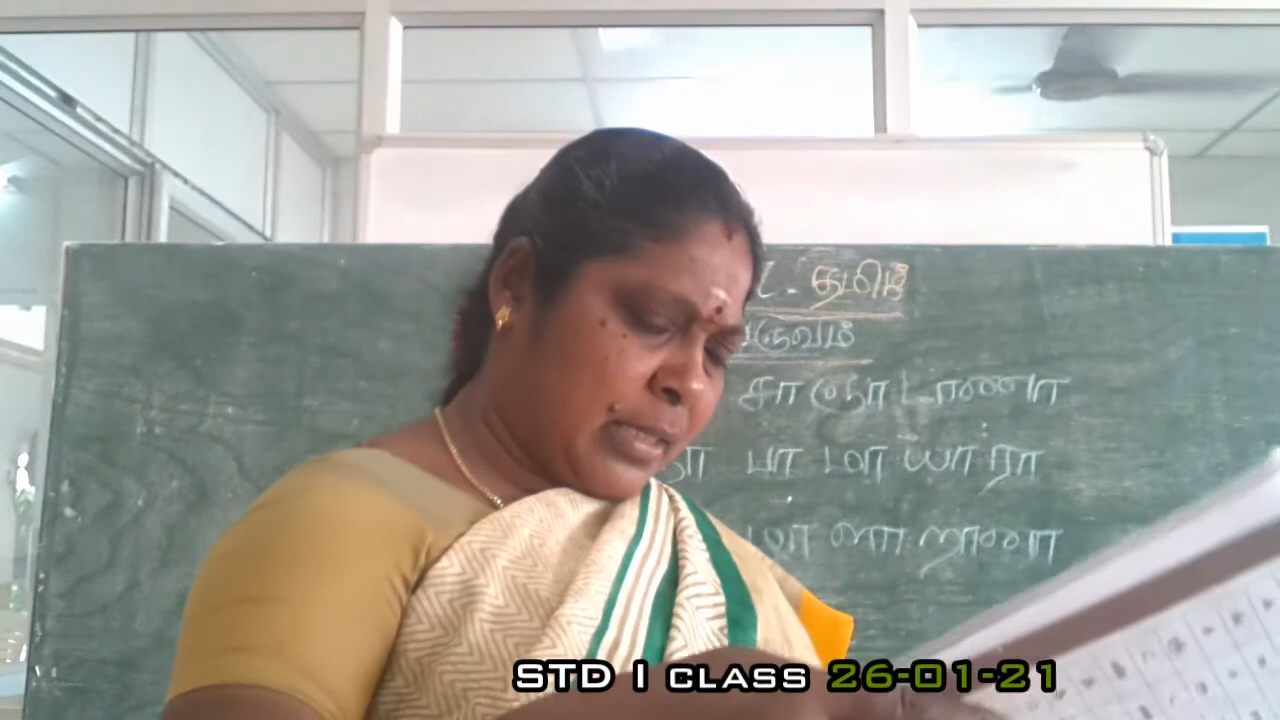 தமிழ்
சா ஞா டா ணா
பா மா யா ரா
ழா ளா றா னா
STD I CLASS 26-01-21